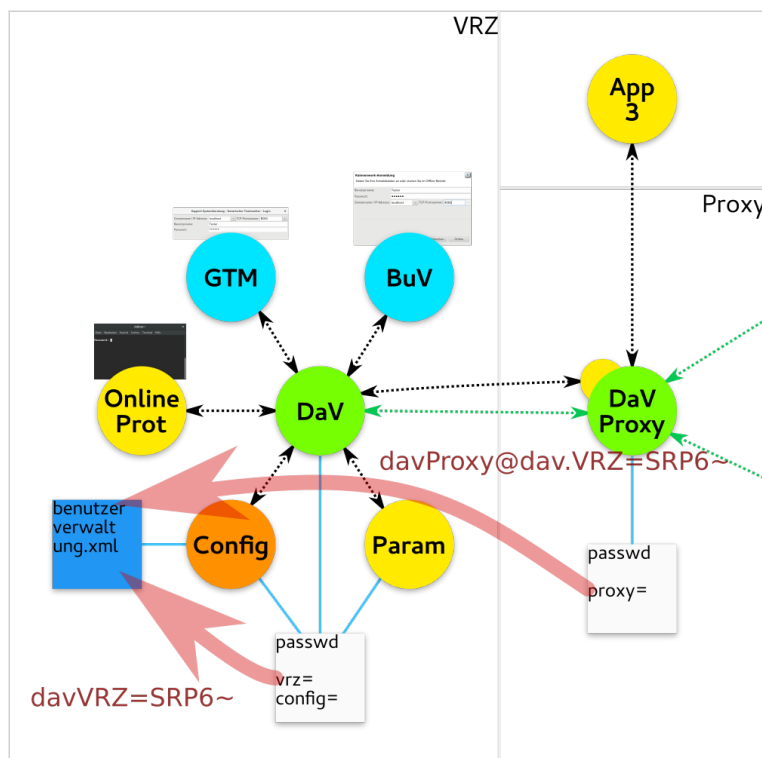 VRZ
App
3
Proxy
GTM
BuV
Online
Prot
DaV
DaV
Proxy
davProxy@dav.VRZ=SRP6~
benutzer
verwalt
ung.xml
Config
Param
passwd
proxy=
passwd
vrz=
config=
davVRZ=SRP6~